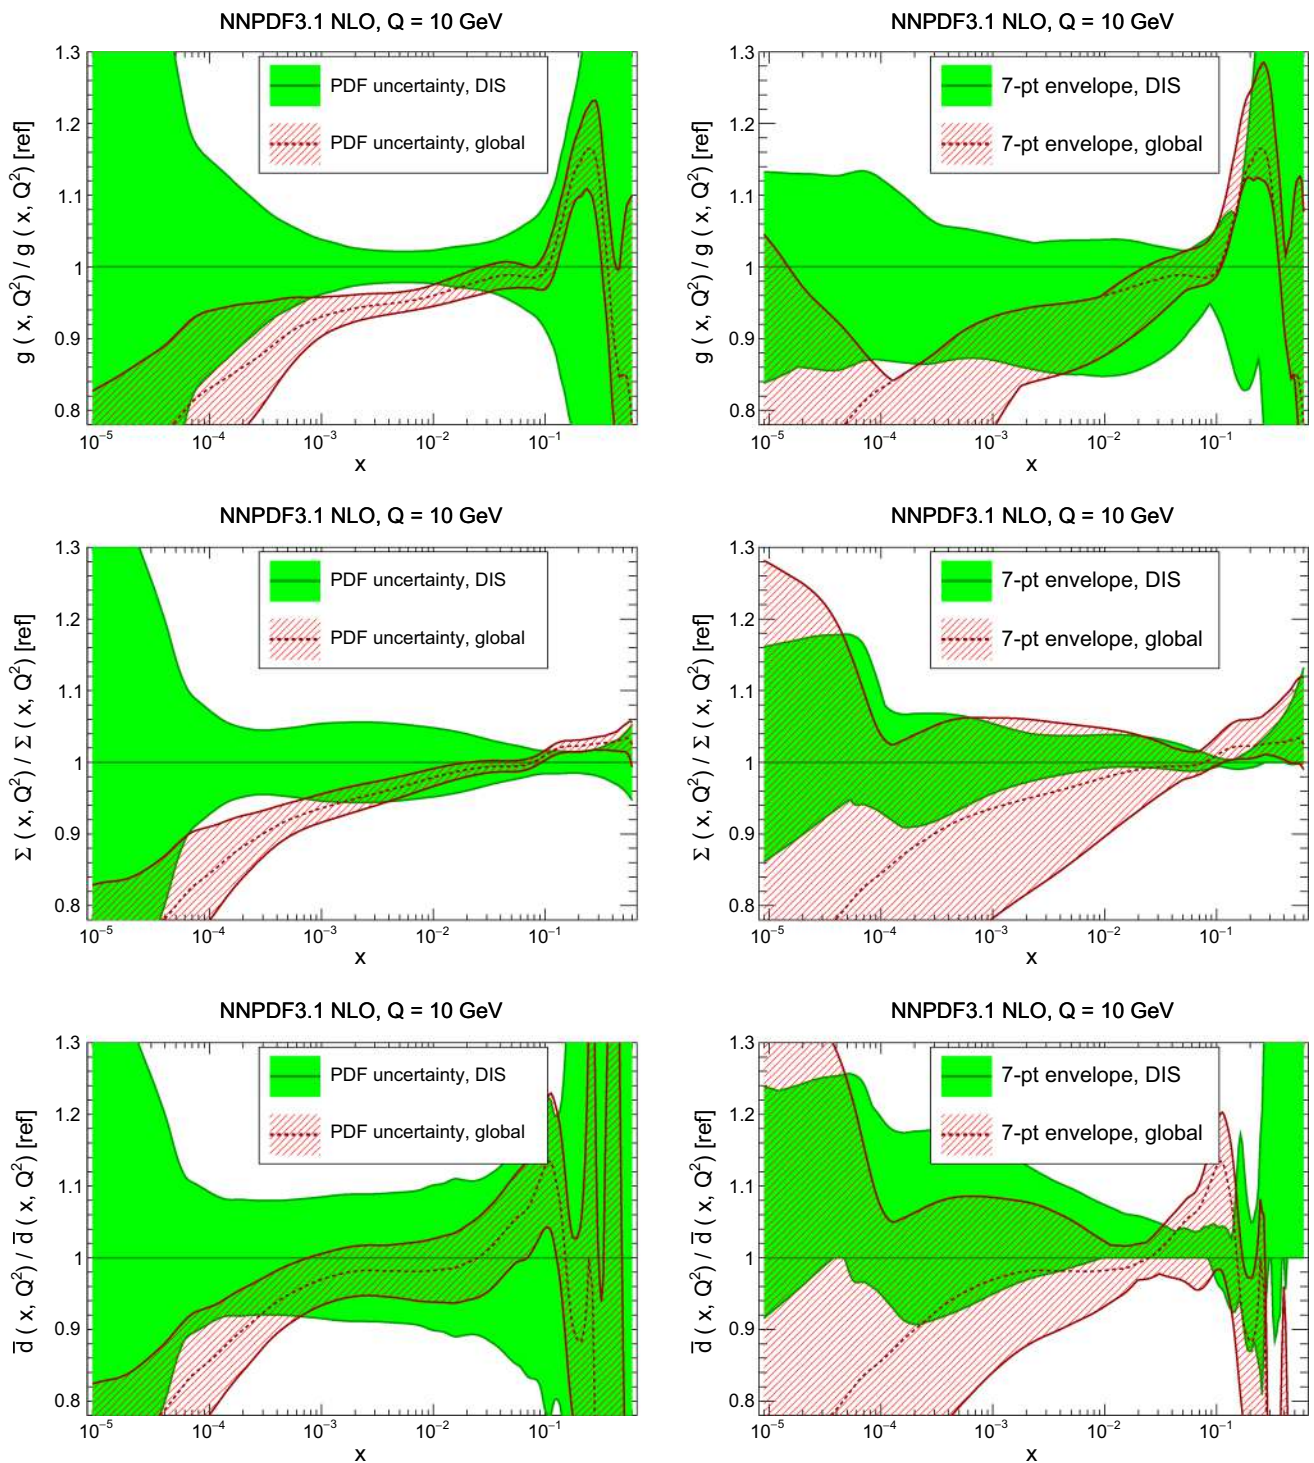 NNPDF3.1 NLO, Q = 10 GeV
g ( x, Q²) / g ( x, Q²) [ref]
1.3
1.2
1.1
1
0.9
0.8
PDF uncertainty, DIS
PDF uncertainty, global
10⁻⁵ 10⁻⁴ 10⁻³ 10⁻² 10⁻¹
x
NNPDF3.1 NLO, Q = 10 GeV
g ( x, Q²) / g ( x, Q²) [ref]
1.3
1.2
1.1
1
0.9
0.8
7-pt envelope, DIS
7-pt envelope, global
10⁻⁵ 10⁻⁴ 10⁻³ 10⁻² 10⁻¹
x
NNPDF3.1 NLO, Q = 10 GeV
Σ ( x, Q²) / Σ ( x, Q²) [ref]
1.3
1.2
1.1
1
0.9
0.8
PDF uncertainty, DIS
PDF uncertainty, global
10⁻⁵ 10⁻⁴ 10⁻³ 10⁻² 10⁻¹
x
NNPDF3.1 NLO, Q = 10 GeV
Σ ( x, Q²) / Σ ( x, Q²) [ref]
1.3
1.2
1.1
1
0.9
0.8
7-pt envelope, DIS
7-pt envelope, global
10⁻⁵ 10⁻⁴ 10⁻³ 10⁻² 10⁻¹
x
NNPDF3.1 NLO, Q = 10 GeV
d̅ ( x, Q²) / d̅ ( x, Q²) [ref]
1.3
1.2
1.1
1
0.9
0.8
PDF uncertainty, DIS
PDF uncertainty, global
10⁻⁵ 10⁻⁴ 10⁻³ 10⁻² 10⁻¹
x
NNPDF3.1 NLO, Q = 10 GeV
d̅ ( x, Q²) / d̅ ( x, Q²) [ref]
1.3
1.2
1.1
1
0.9
0.8
7-pt envelope, DIS
7-pt envelope, global
10⁻⁵ 10⁻⁴ 10⁻³ 10⁻² 10⁻¹
x